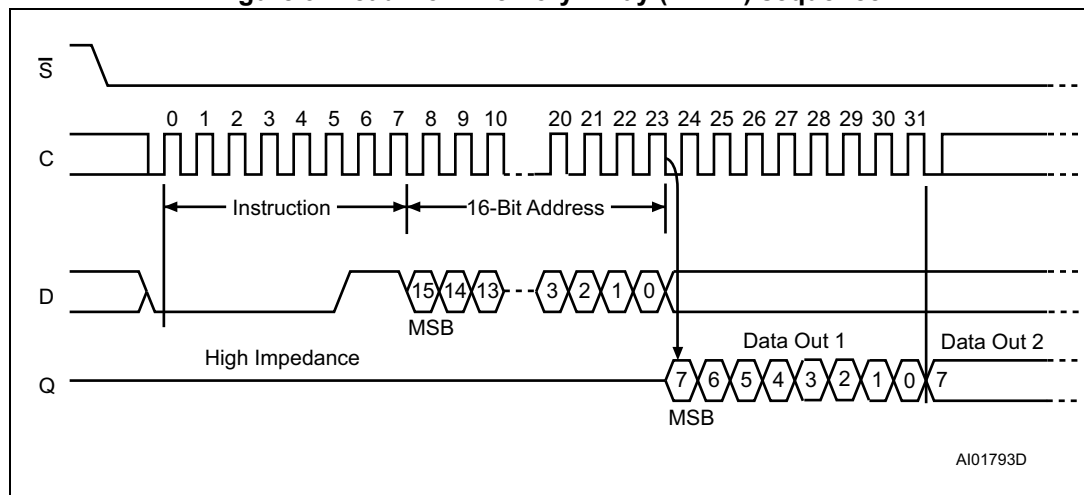 S
0 1 2 3 4 5 6 7 8 9 10 20 21 22 23 24 25 26 27 28 29 30 31
C
Instruction 16-Bit Address
D 15 14 13 3 2 1 0
MSB
High Impedance Data Out 1 Data Out 2
Q 7 6 5 4 3 2 1 0 7
MSB
AI01793D